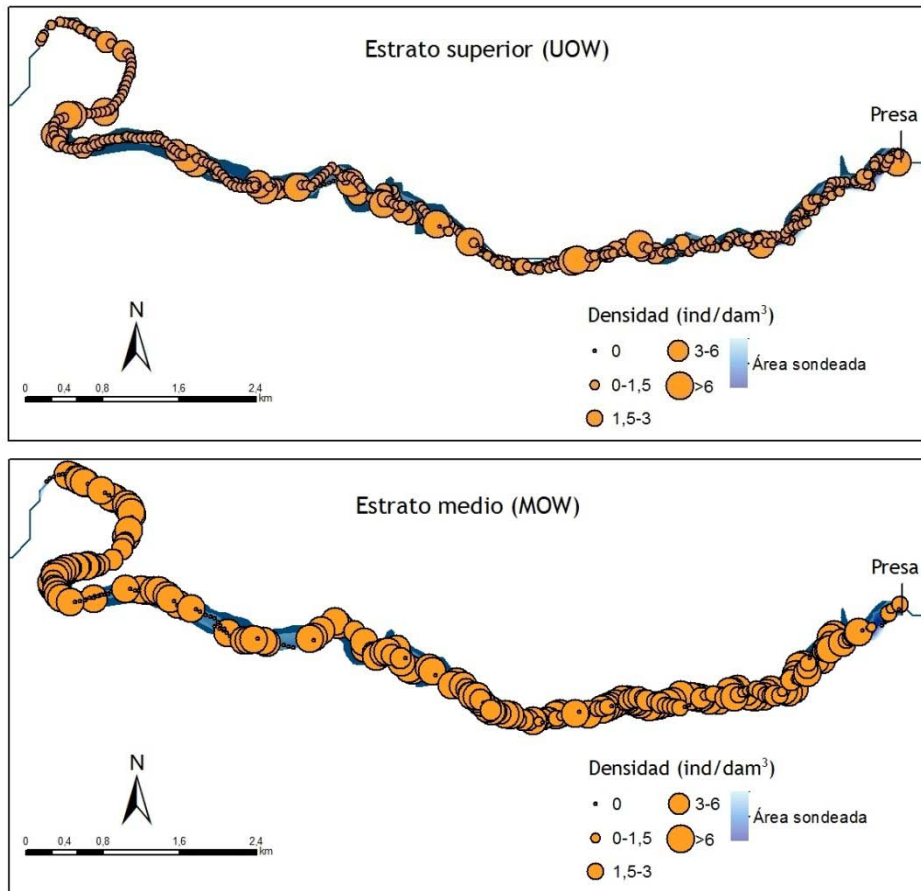 Estrato superior (UOW)
Presa
N
0 0,4 0,8 1,6 2,4
km
Densidad (ind/dam³)
0 3-6
0-1,5 >6 Área sondeada
1,5-3
Estrato medio (MOW)
Presa
N
0 0,4 0,8 1,6 2,4
km
Densidad (ind/dam³)
0 3-6
0-1,5 >6 Área sondeada
1,5-3